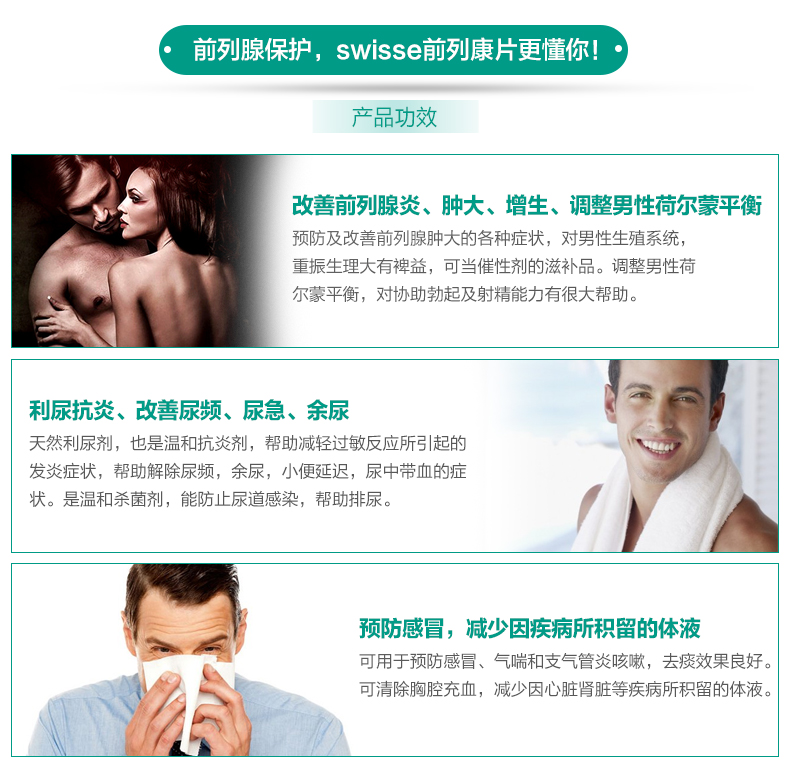 前列腺保护，swisse前列康片更懂你！
产品功效
改善前列腺炎、肿大、增生、调整男性荷尔蒙平衡
预防及改善前列腺肿大的各种症状，对男性生殖系统，
重振生理大有裨益，可当催性剂的滋补品。调整男性荷
尔蒙平衡，对协助勃起及射精能力有很大帮助。
利尿抗炎、改善尿频、尿急、余尿
天然利尿剂，也是温和抗炎剂，帮助减轻过敏反应所引起的
发炎症状，帮助解除尿频，余尿，小便延迟，尿中带血的症
状。是温和杀菌剂，能防止尿道感染，帮助排尿。
预防感冒，减少因疾病所积留的体液
可用于预防感冒、气喘和支气管炎咳嗽，去痰效果良好。
可清除胸腔充血，减少因心脏肾脏等疾病所积留的体液。